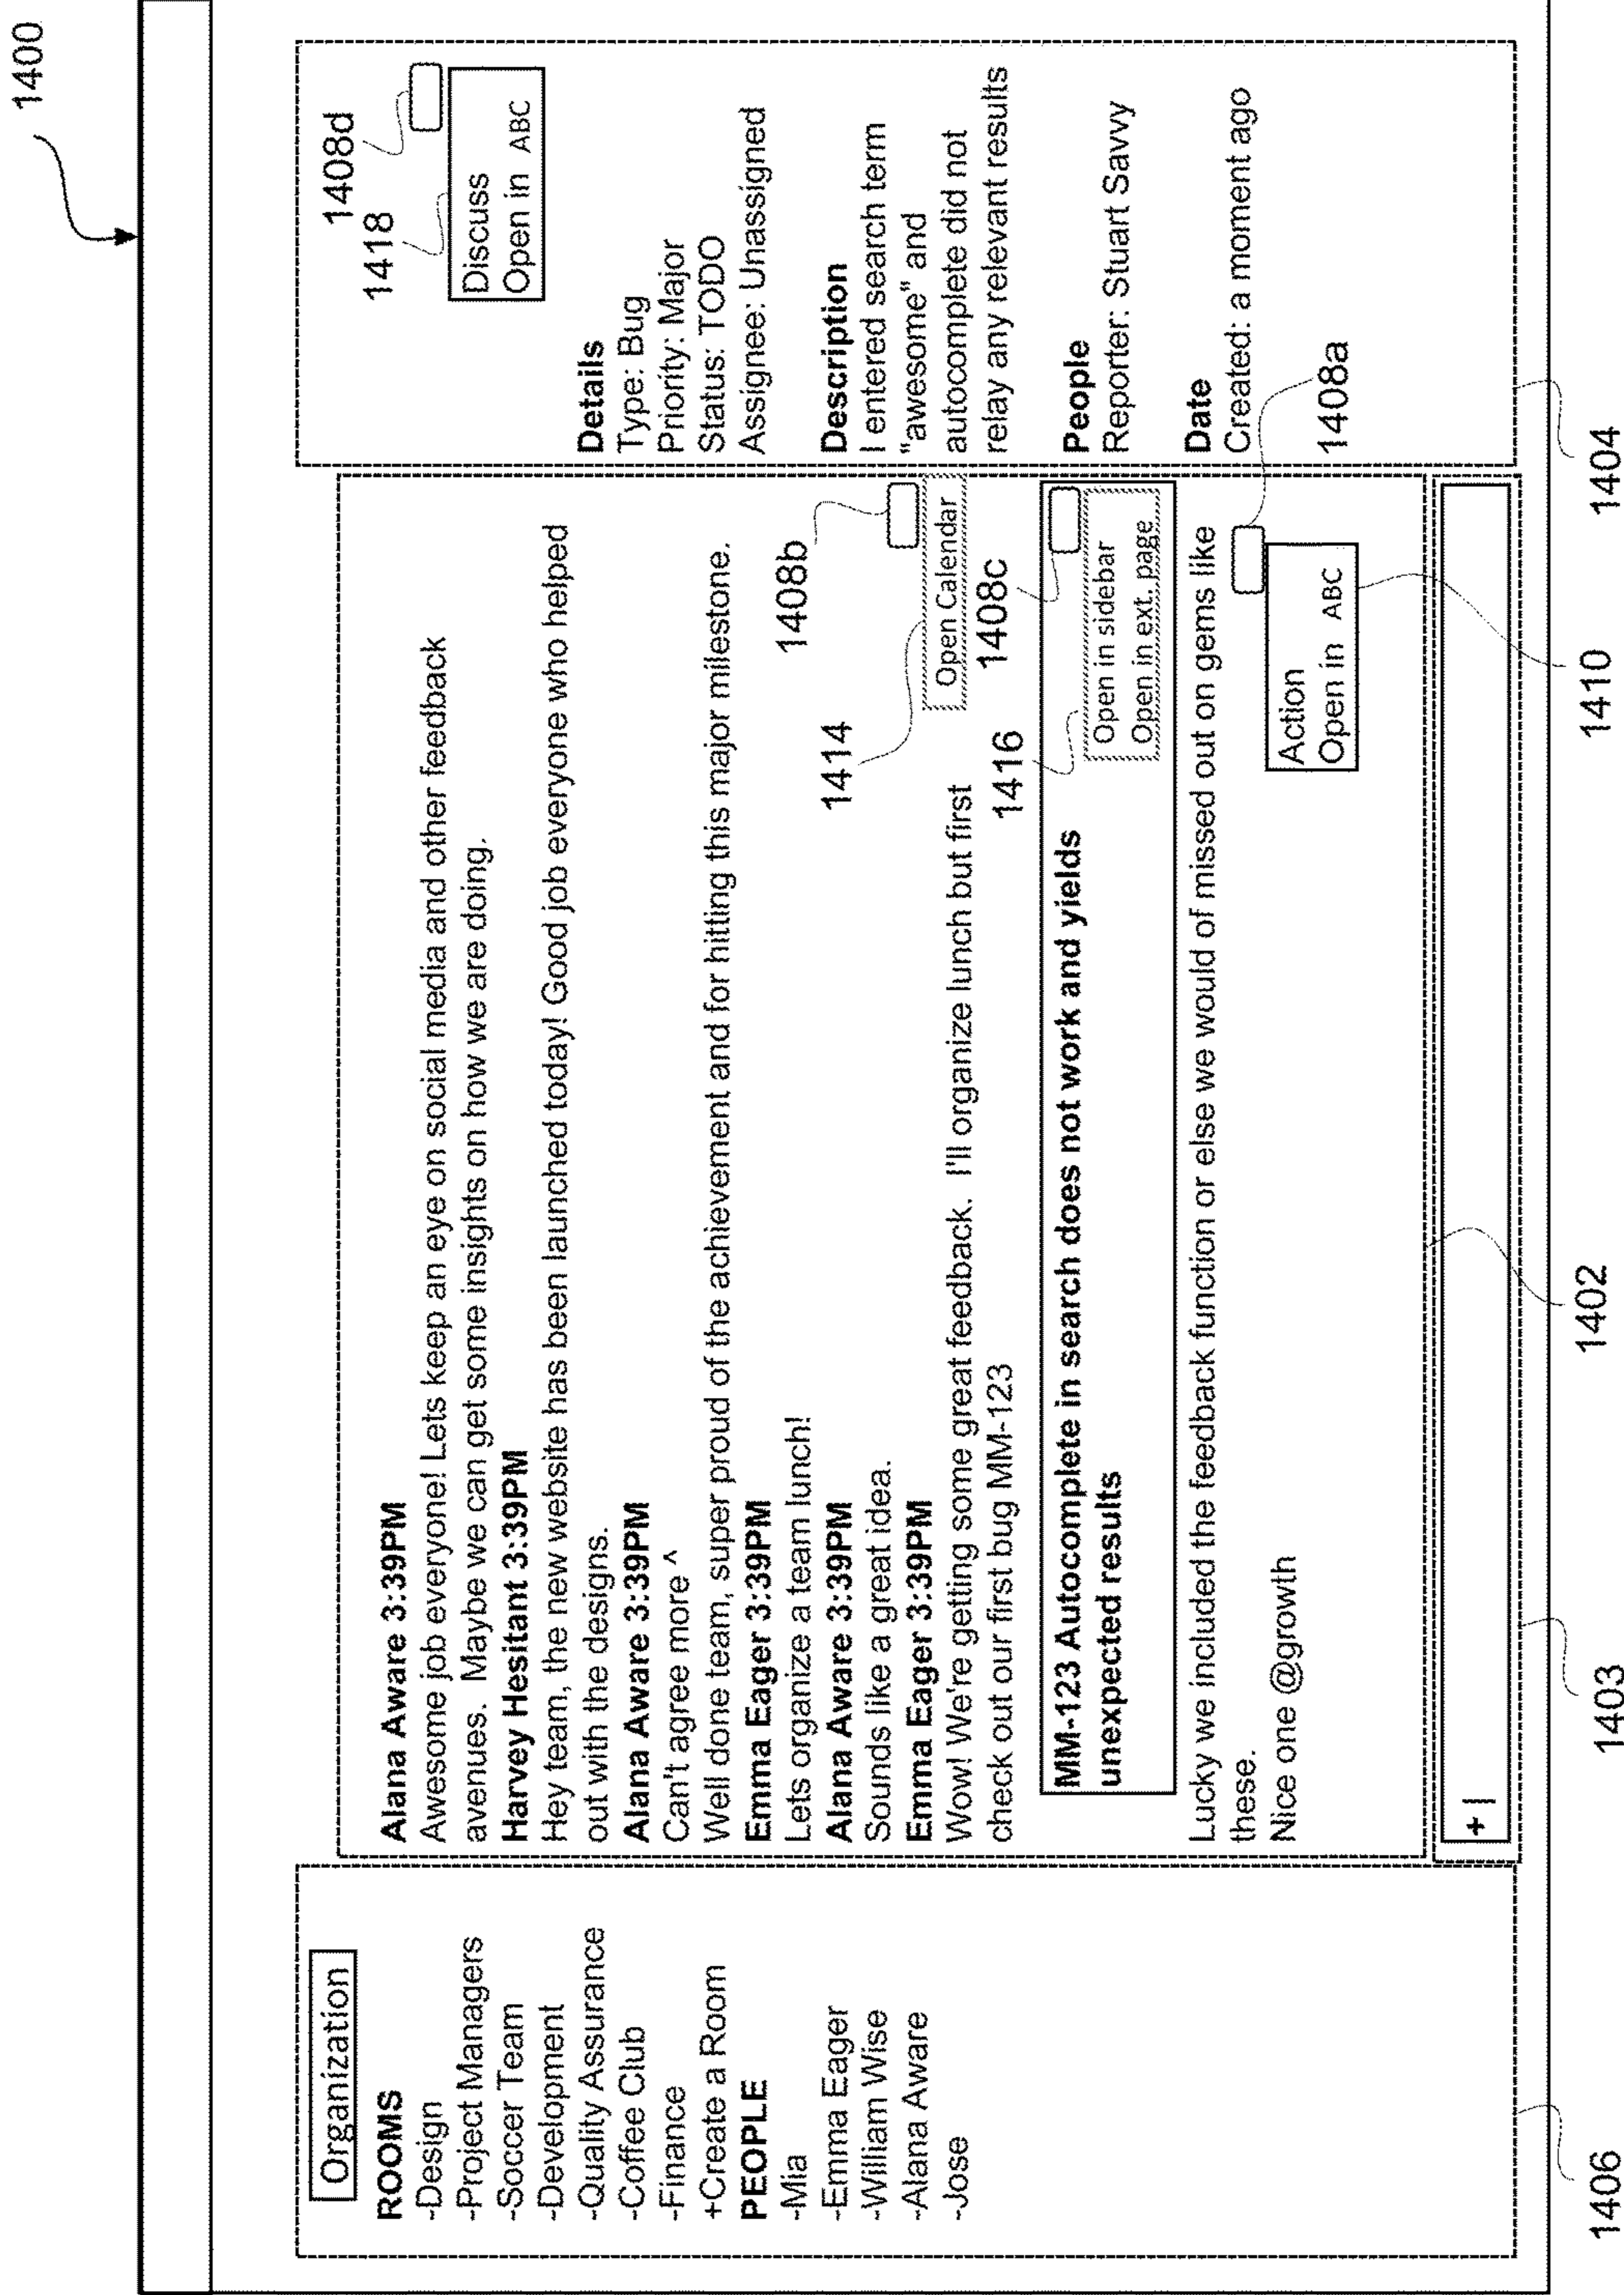 1400
Organization
ROOMS
-Design
-Project Managers
-Soccer Team
-Development
-Quality Assurance
-Coffee Club
-Finance
+Create a Room
PEOPLE
-Mia
-Emma Eager
-William Wise
-Alana Aware
-Jose
Alana Aware 3:39PM
Awesome job everyone! Lets keep an eye on social media and other feedback
avenues. Maybe we can get some insights on how we are doing.
Harvey Hesitant 3:39PM
Hey team, the new website has been launched today! Good job everyone who helped
out with the designs.
Alana Aware 3:39PM
Can't agree more ^
Well done team, super proud of the achievement and for hitting this major milestone.
Emma Eager 3:39PM
Lets organize a team lunch!
1408b
Alana Aware 3:39PM
1414
Sounds like a great idea.
Emma Eager 3:39PM
Open Calendar
Wow! We're getting some great feedback. I'll organize lunch but first
check out our first bug MM-123
1416
1408c
MM-123 Autocomplete in search does not work and yields
unexpected results
Open in sidebar
Open in ext. page
Lucky we included the feedback function or else we would of missed out on gems like
these.
Nice one @growth
Action
Open in ABC
+ |
1408d
1418
Discuss
Open in ABC
Details
Type: Bug
Priority: Major
Status: TODO
Assignee: Unassigned
Description
I entered search term
"awesome" and
autocomplete did not
relay any relevant results
People
Reporter: Stuart Savvy
Date
Created: a moment ago
1408a
1406
1403
1402
1410
1404